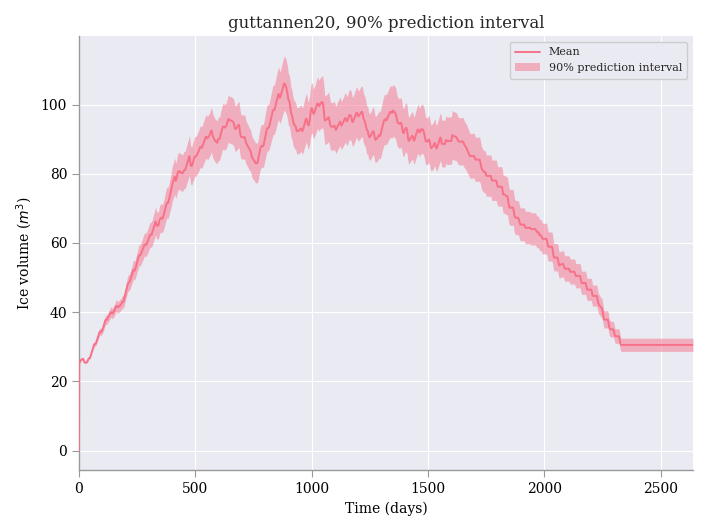 guttannen20, 90% prediction interval
Mean
90% prediction interval
Ice volume (m³)
100
80
60
40
20
0
0 500 1000 1500 2000 2500
Time (days)